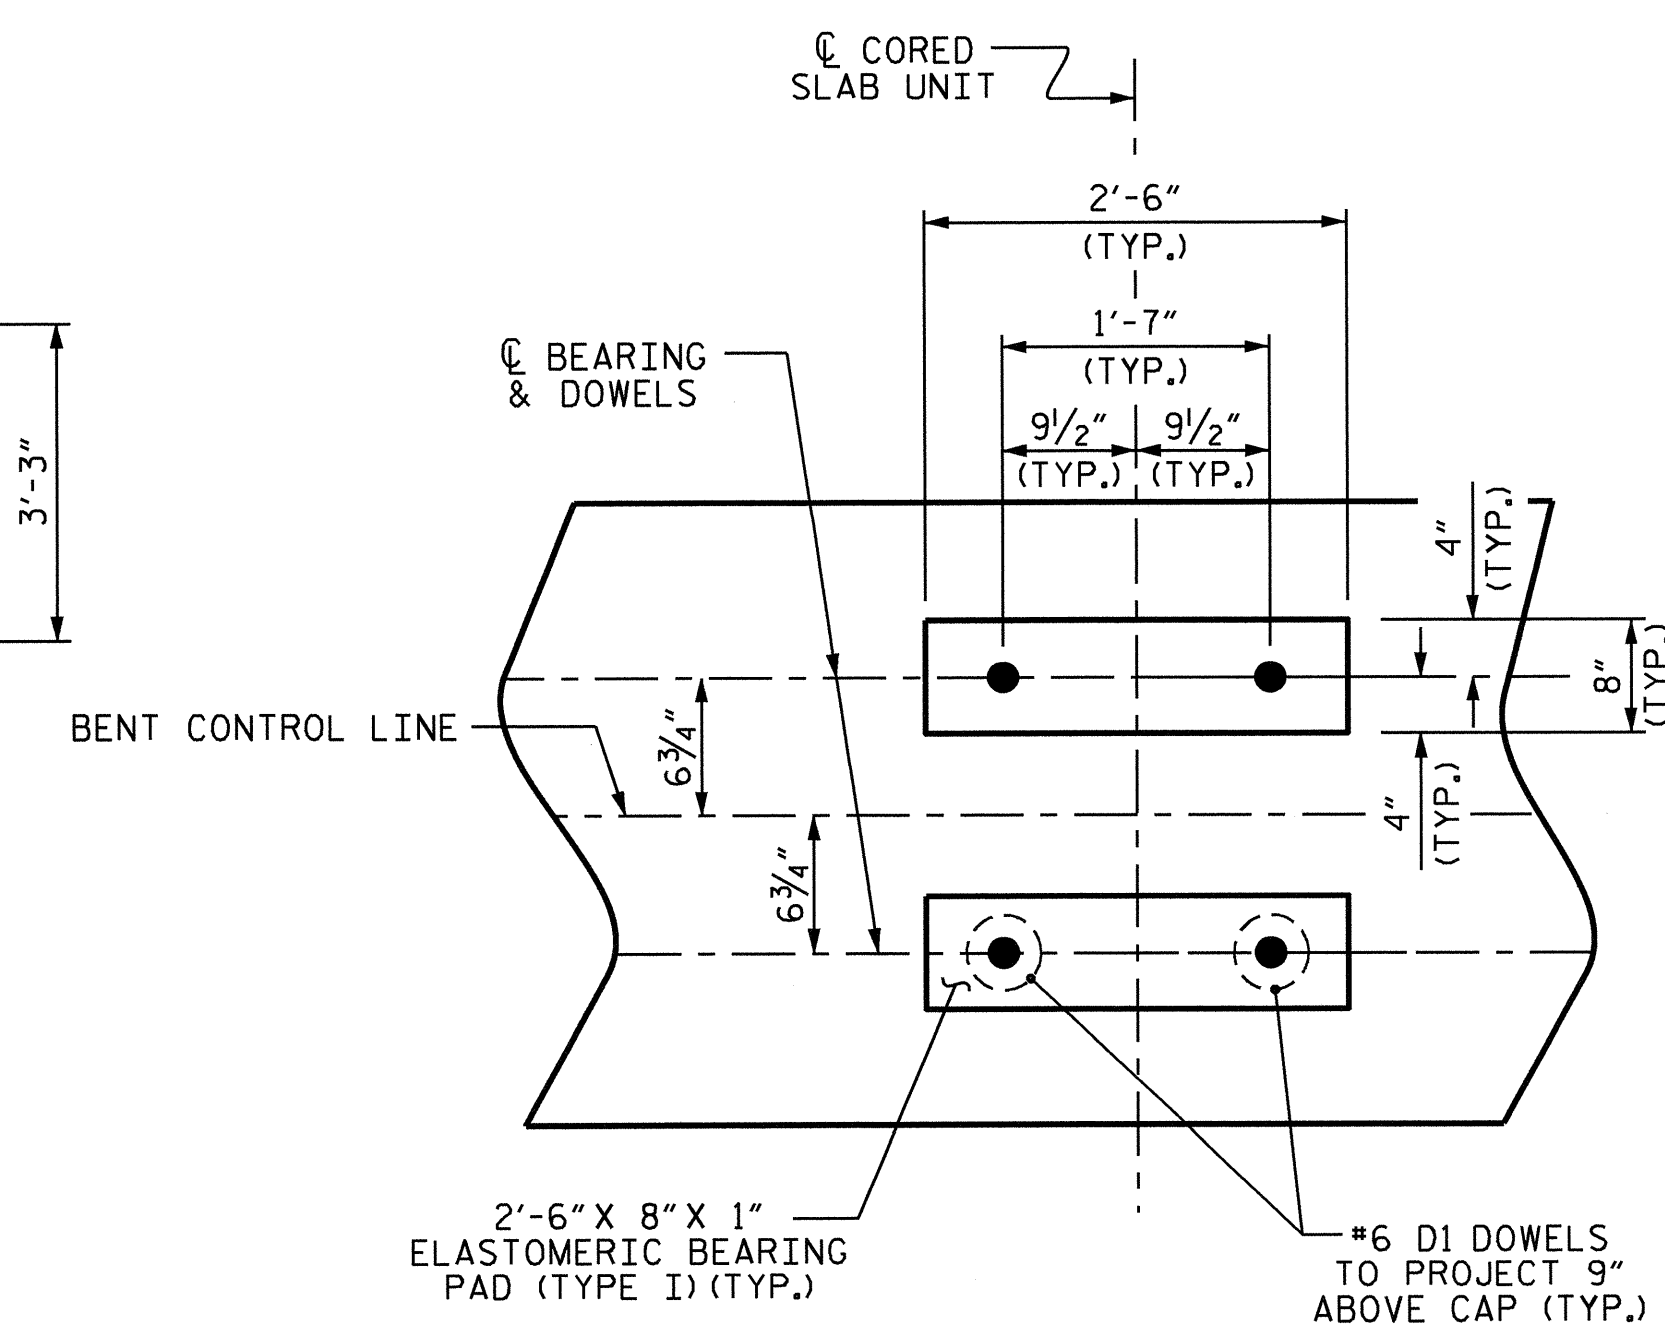 ℄ CORED
SLAB UNIT
2'-6"
(TYP.)
1'-7"
(TYP.)
℄ BEARING
& DOWELS
9½" 9½"
(TYP.) (TYP.)
3'-3"
4"
(TYP.)
8"
(TYP.)
BENT CONTROL LINE
6¾"
4"
(TYP.)
6¾"
2'-6" X 8" X 1"
ELASTOMERIC BEARING
PAD (TYPE I) (TYP.)
#6 D1 DOWELS
TO PROJECT 9"
ABOVE CAP (TYP.)